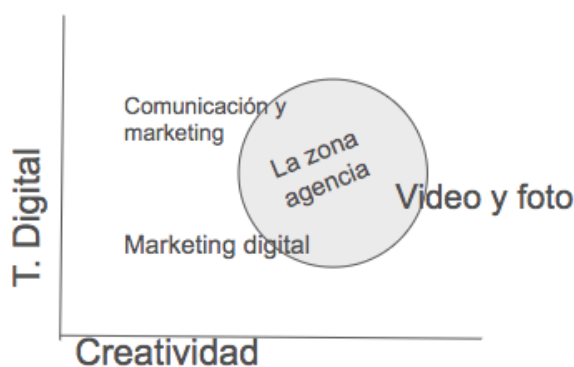 Comunicación y
marketing
La zona
agencia
Video y foto
Marketing digital
T. Digital
Creatividad